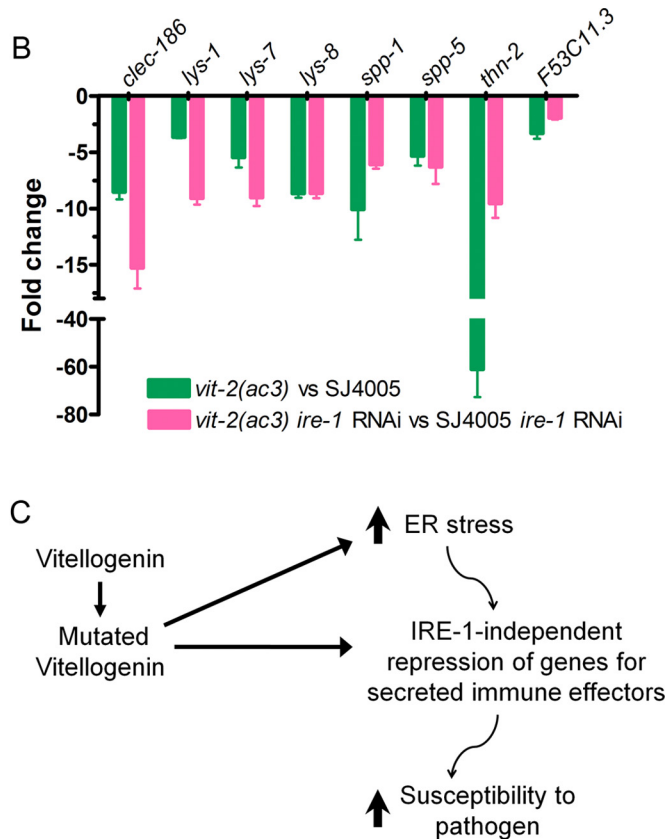 B
clec-186
lys-1
lys-7
lys-8
spp-1
spp-5
thn-2
F53C11.3
Fold change
0
-5
-10
-15
-40
-60
-80
vit-2(ac3) vs SJ4005
vit-2(ac3) ire-1 RNAi vs SJ4005 ire-1 RNAi
C
Vitellogenin
Mutated
Vitellogenin
ER stress
IRE-1-independent
repression of genes for
secreted immune effectors
Susceptibility to
pathogen